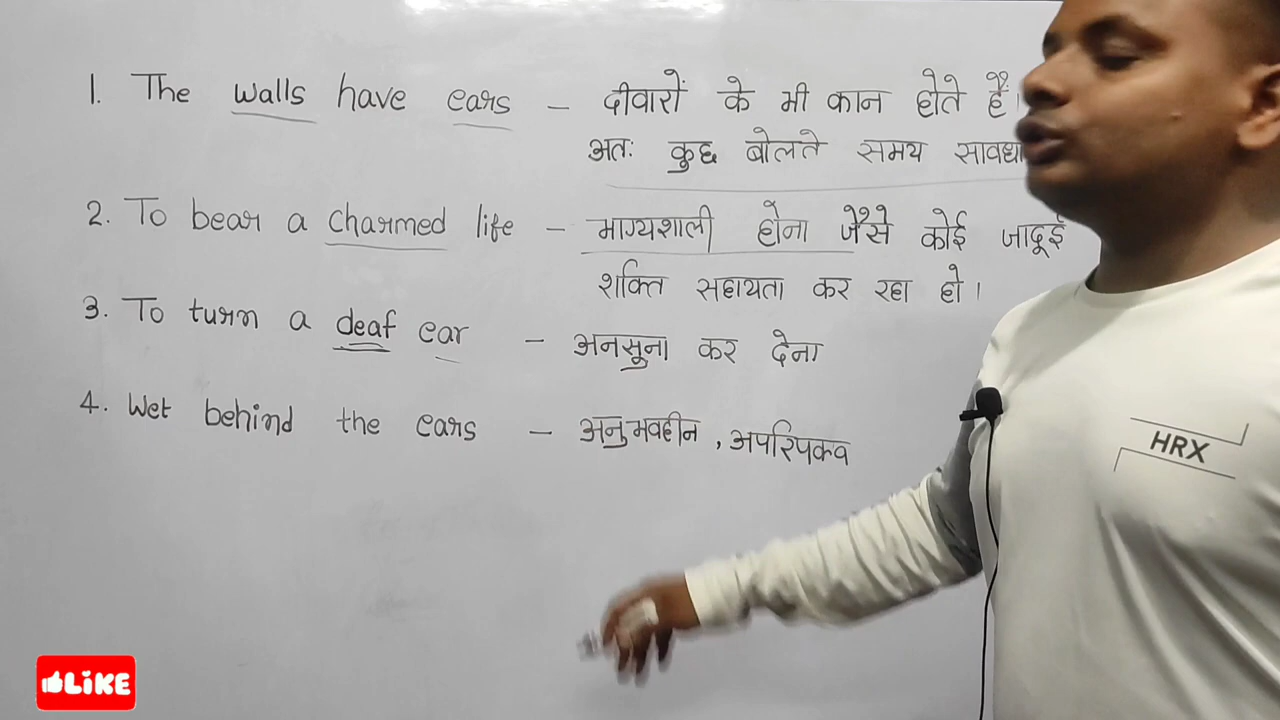 1. The walls have ears – दीवारों के भी कान होते हैं।
अतः कुछ बोलते समय
2. To bear a charmed life – भाग्यशाली होना जैसे कोई जादूई
शक्ति सहायता कर रहा हो।
3. To turn a deaf ear – अनसूना कर देना
4. Wet behind the ears – अनुभवहीन, अपरिपकव
HRX
LIKE